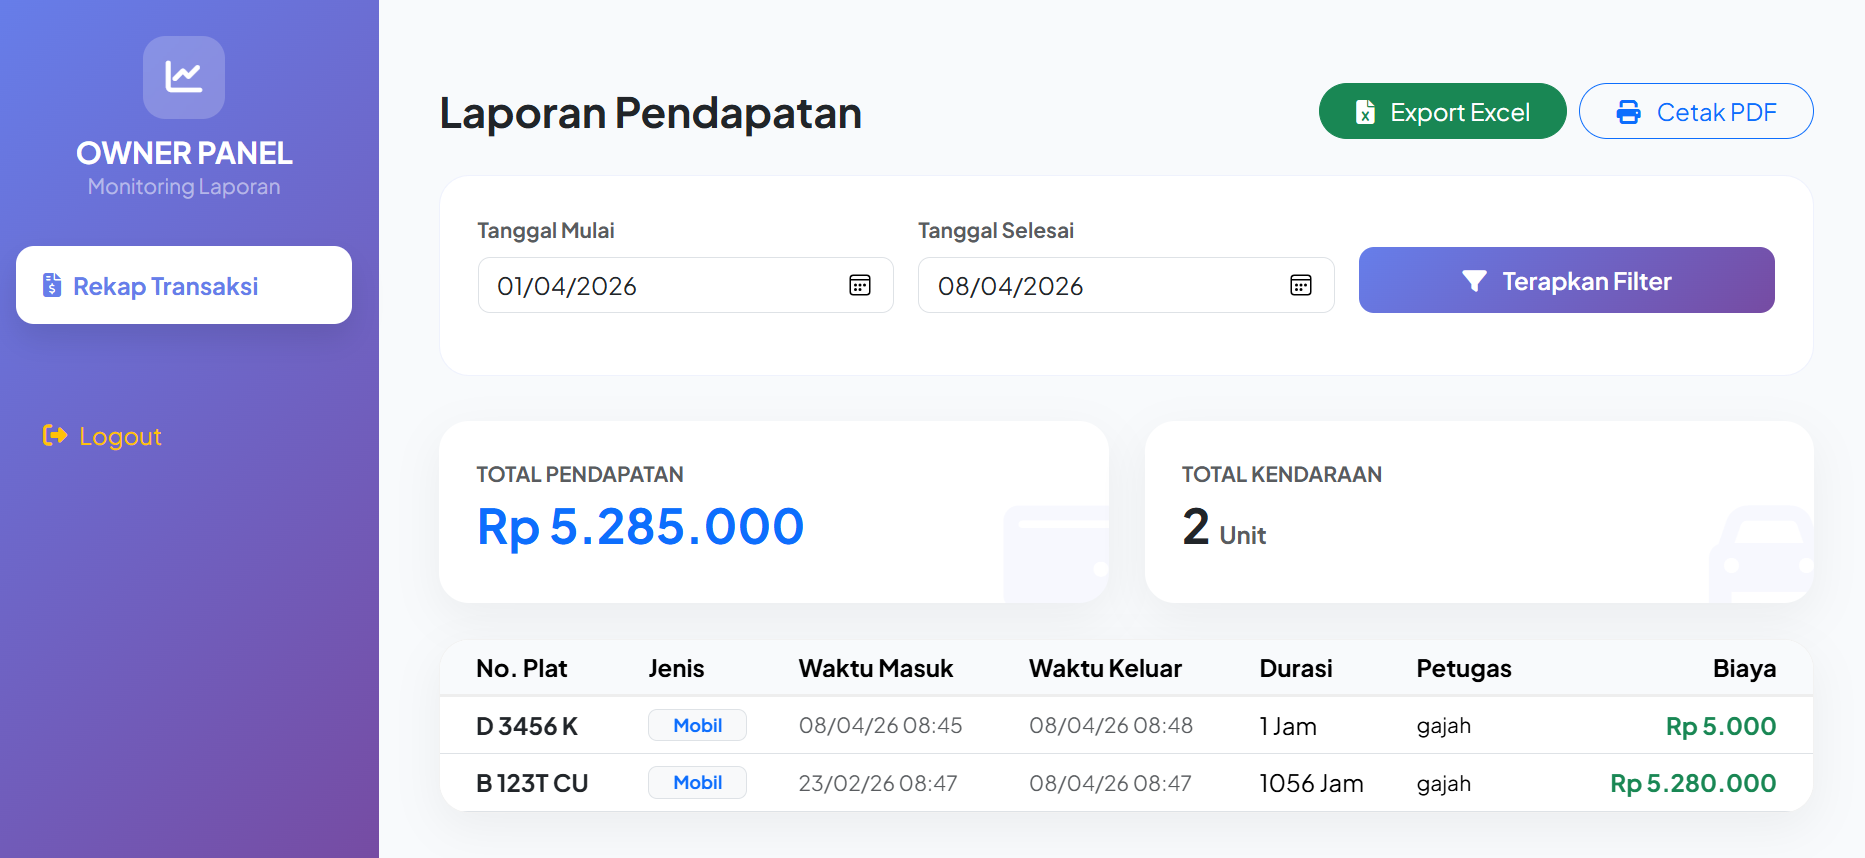 OWNER PANEL
Monitoring Laporan
Rekap Transaksi
Logout
Laporan Pendapatan
Export Excel
Cetak PDF
Tanggal Mulai
Tanggal Selesai
01/04/2026
08/04/2026
Terapkan Filter
TOTAL PENDAPATAN
Rp 5.285.000
TOTAL KENDARAAN
2 Unit
No. Plat Jenis Waktu Masuk Waktu Keluar Durasi Petugas Biaya
D 3456 K Mobil 08/04/26 08:45 08/04/26 08:48 1 Jam gajah Rp 5.000
B 123T CU Mobil 23/02/26 08:47 08/04/26 08:47 1056 Jam gajah Rp 5.280.000